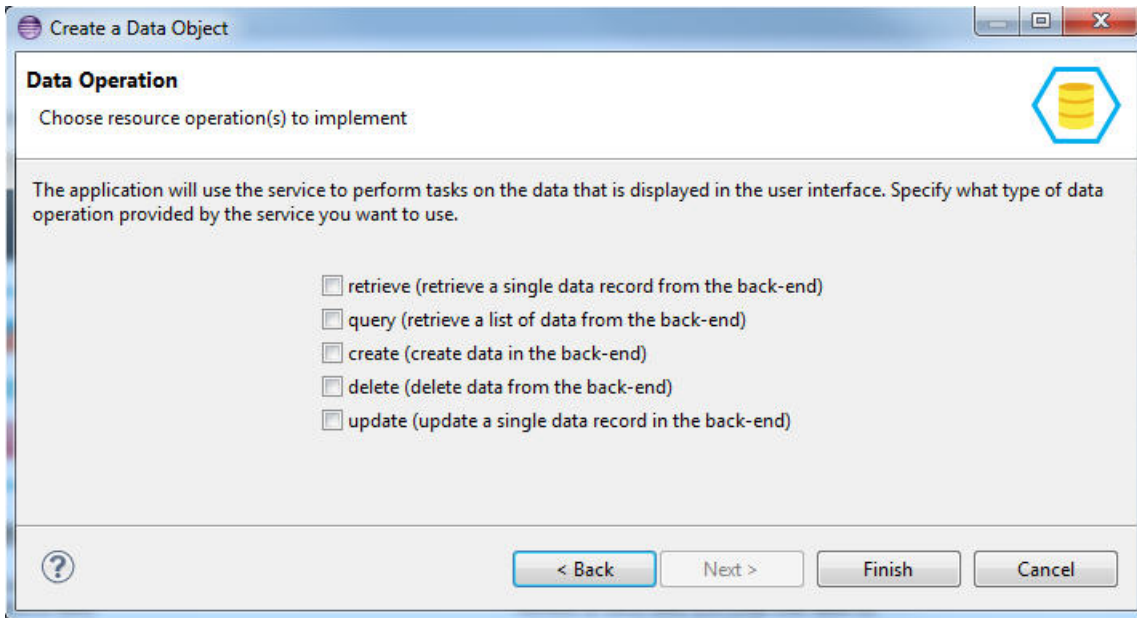 Create a Data Object
Data Operation
Choose resource operation(s) to implement
The application will use the service to perform tasks on the data that is displayed in the user interface. Specify what type of data
operation provided by the service you want to use.
retrieve (retrieve a single data record from the back-end)
query (retrieve a list of data from the back-end)
create (create data in the back-end)
delete (delete data from the back-end)
update (update a single data record in the back-end)
? < Back Next > Finish Cancel